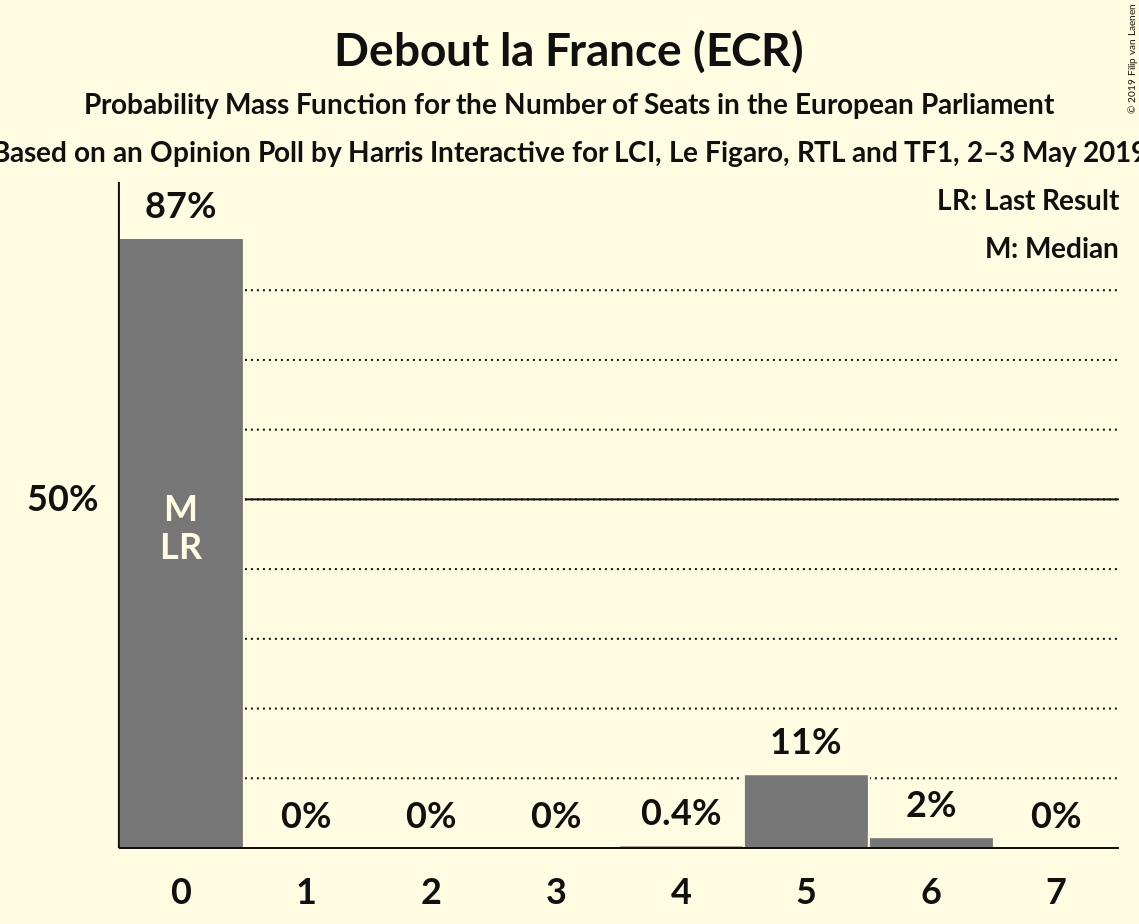 Debout la France (ECR)
Probability Mass Function for the Number of Seats in the European Parliament
Based on an Opinion Poll by Harris Interactive for LCI, Le Figaro, RTL and TF1, 2–3 May 2019
© 2019 Filip van Laenen
LR: Last Result
M: Median
87%
50%
M
LR
0%
0%
0%
0.4%
11%
2%
0%
0
1
2
3
4
5
6
7